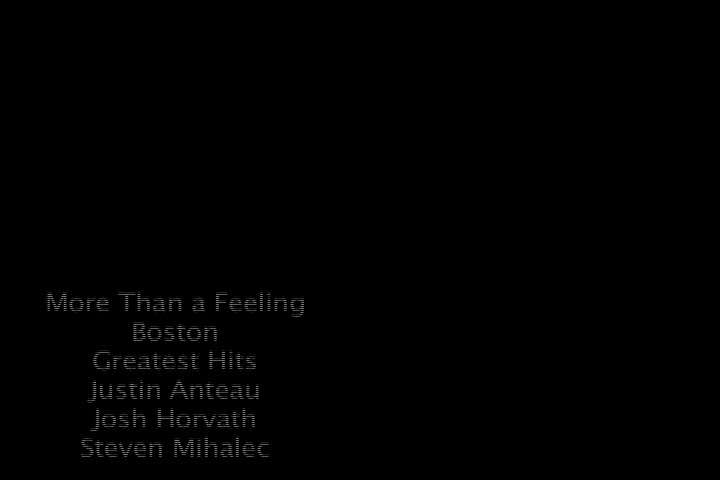 More Than a Feeling
Boston
Greatest Hits
Justin Anteau
Josh Horvath
Steven Mihalec